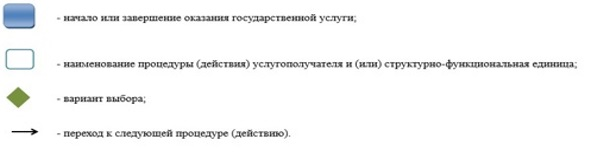 - начало или завершение оказания государственной услуги;
- наименование процедуры (действия) услугополучателя и (или) структурно-функциональная единица;
- вариант выбора;
- переход к следующей процедуре (действию).